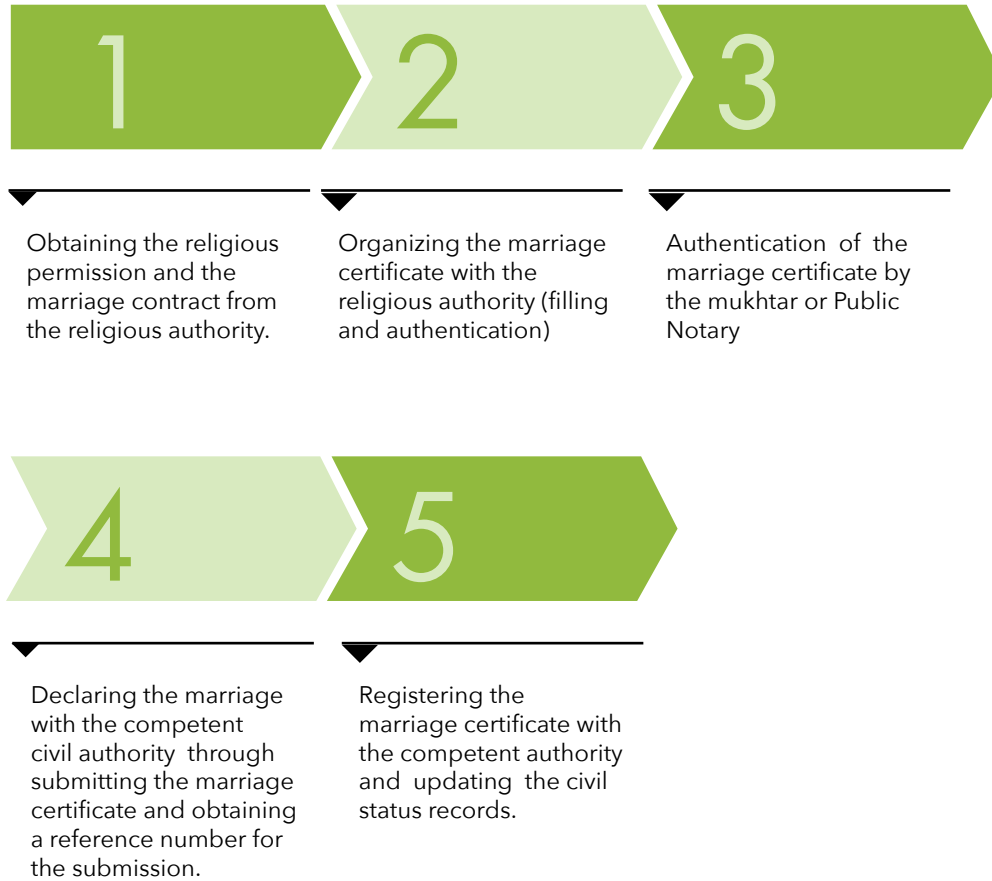 1
2
3
Obtaining the religious
permission and the
marriage contract from
the religious authority.
Organizing the marriage
certificate with the
religious authority (filling
and authentication)
Authentication of the
marriage certificate by
the mukhtar or Public
Notary
4
5
Declaring the marriage
with the competent
civil authority through
submitting the marriage
certificate and obtaining
a reference number for
the submission.
Registering the
marriage certificate with
the competent authority
and updating the civil
status records.